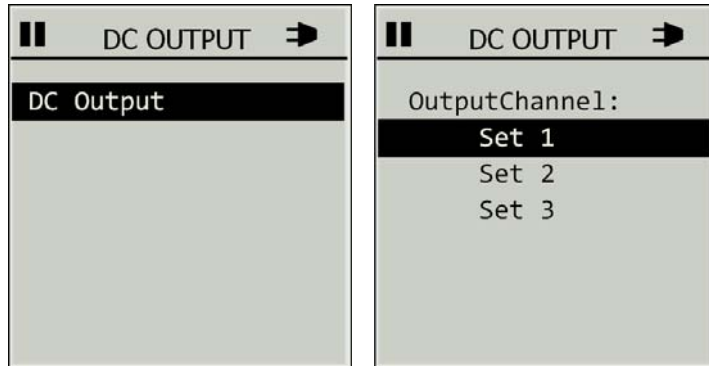 DC OUTPUT
DC Output
DC OUTPUT
OutputChannel:
Set 1
Set 2
Set 3